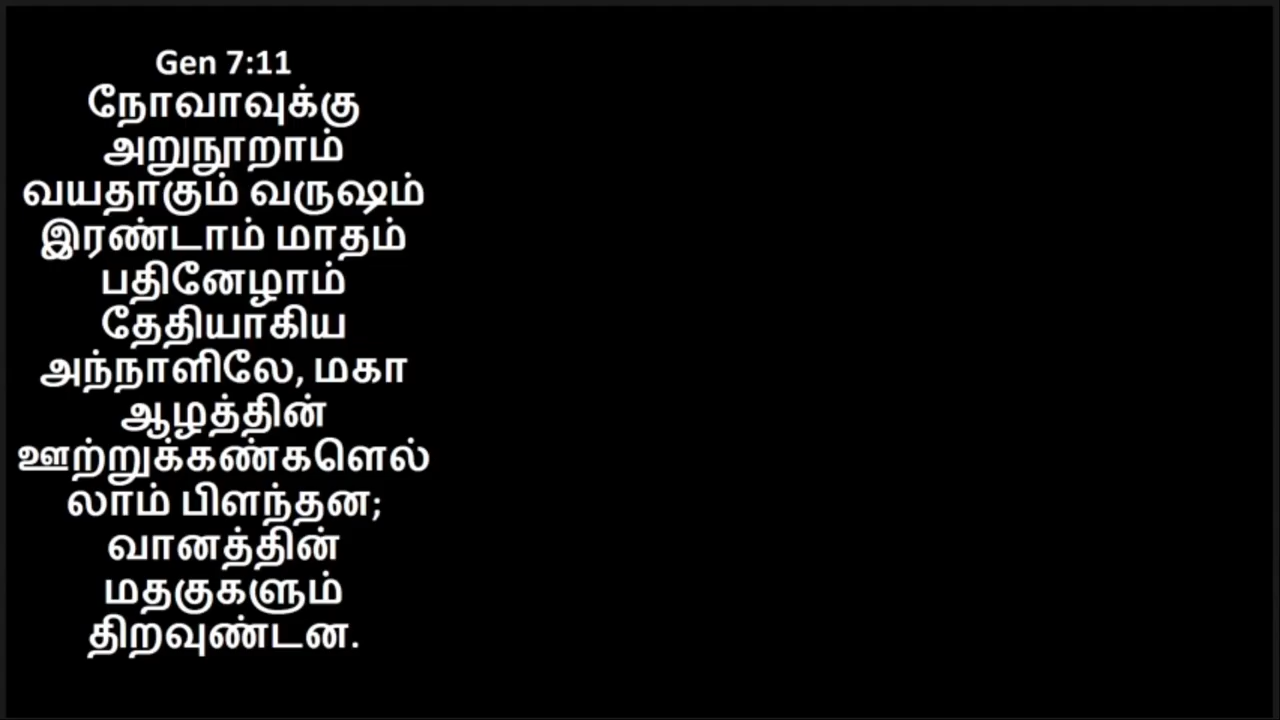 Gen 7:11
நோவாவுக்கு
அறுநூறாம்
வயதாகும் வருஷம்
இரண்டாம் மாதம்
பதினேழாம்
தேதியாகிய
அந்நாளிலே, மகா
ஆழத்தின்
ஊற்றுக்கண்களெல்
லாம் பிளந்தன;
வானத்தின்
மதகுகளும்
திறவுண்டன.